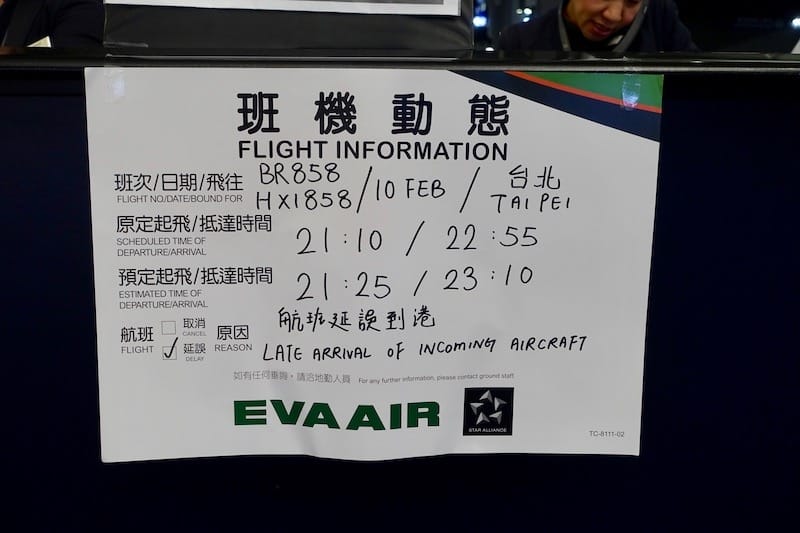 班機動態
FLIGHT INFORMATION
班次/日期/飛往 BR858 / 10 FEB / 台北
FLIGHT NO/DATE/BOUND FOR HX1858 TAIPEI
原定起飛/抵達時間 21:10 / 22:55
SCHEDULED TIME OF
DEPARTURE/ARRIVAL
預定起飛/抵達時間 21:25 / 23:10
ESTIMATED TIME OF
DEPARTURE/ARRIVAL
航班 取消 原因 航班延誤到港
FLIGHT CANCEL REASON LATE ARRIVAL OF INCOMING AIRCRAFT
延誤
DELAY
如有任何垂詢,請洽地勤人員 For any further information, please contact ground staff.
EVA AIR
STAR ALLIANCE
TC-8111-02